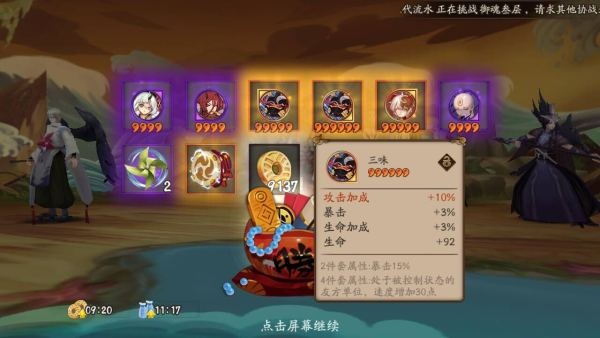 代流水 正在挑战 御魂叁层 ，请求其他协战
9999
9999
99999
999999
99999
9999
2
9137
三味
999999
攻击加成 +10%
暴击 +3%
生命加成 +3%
生命 +92
2件套属性:暴击15%
4件套属性:处于被控制状态的
友方单位，速度增加30点
09:20
11:17
点击屏幕继续